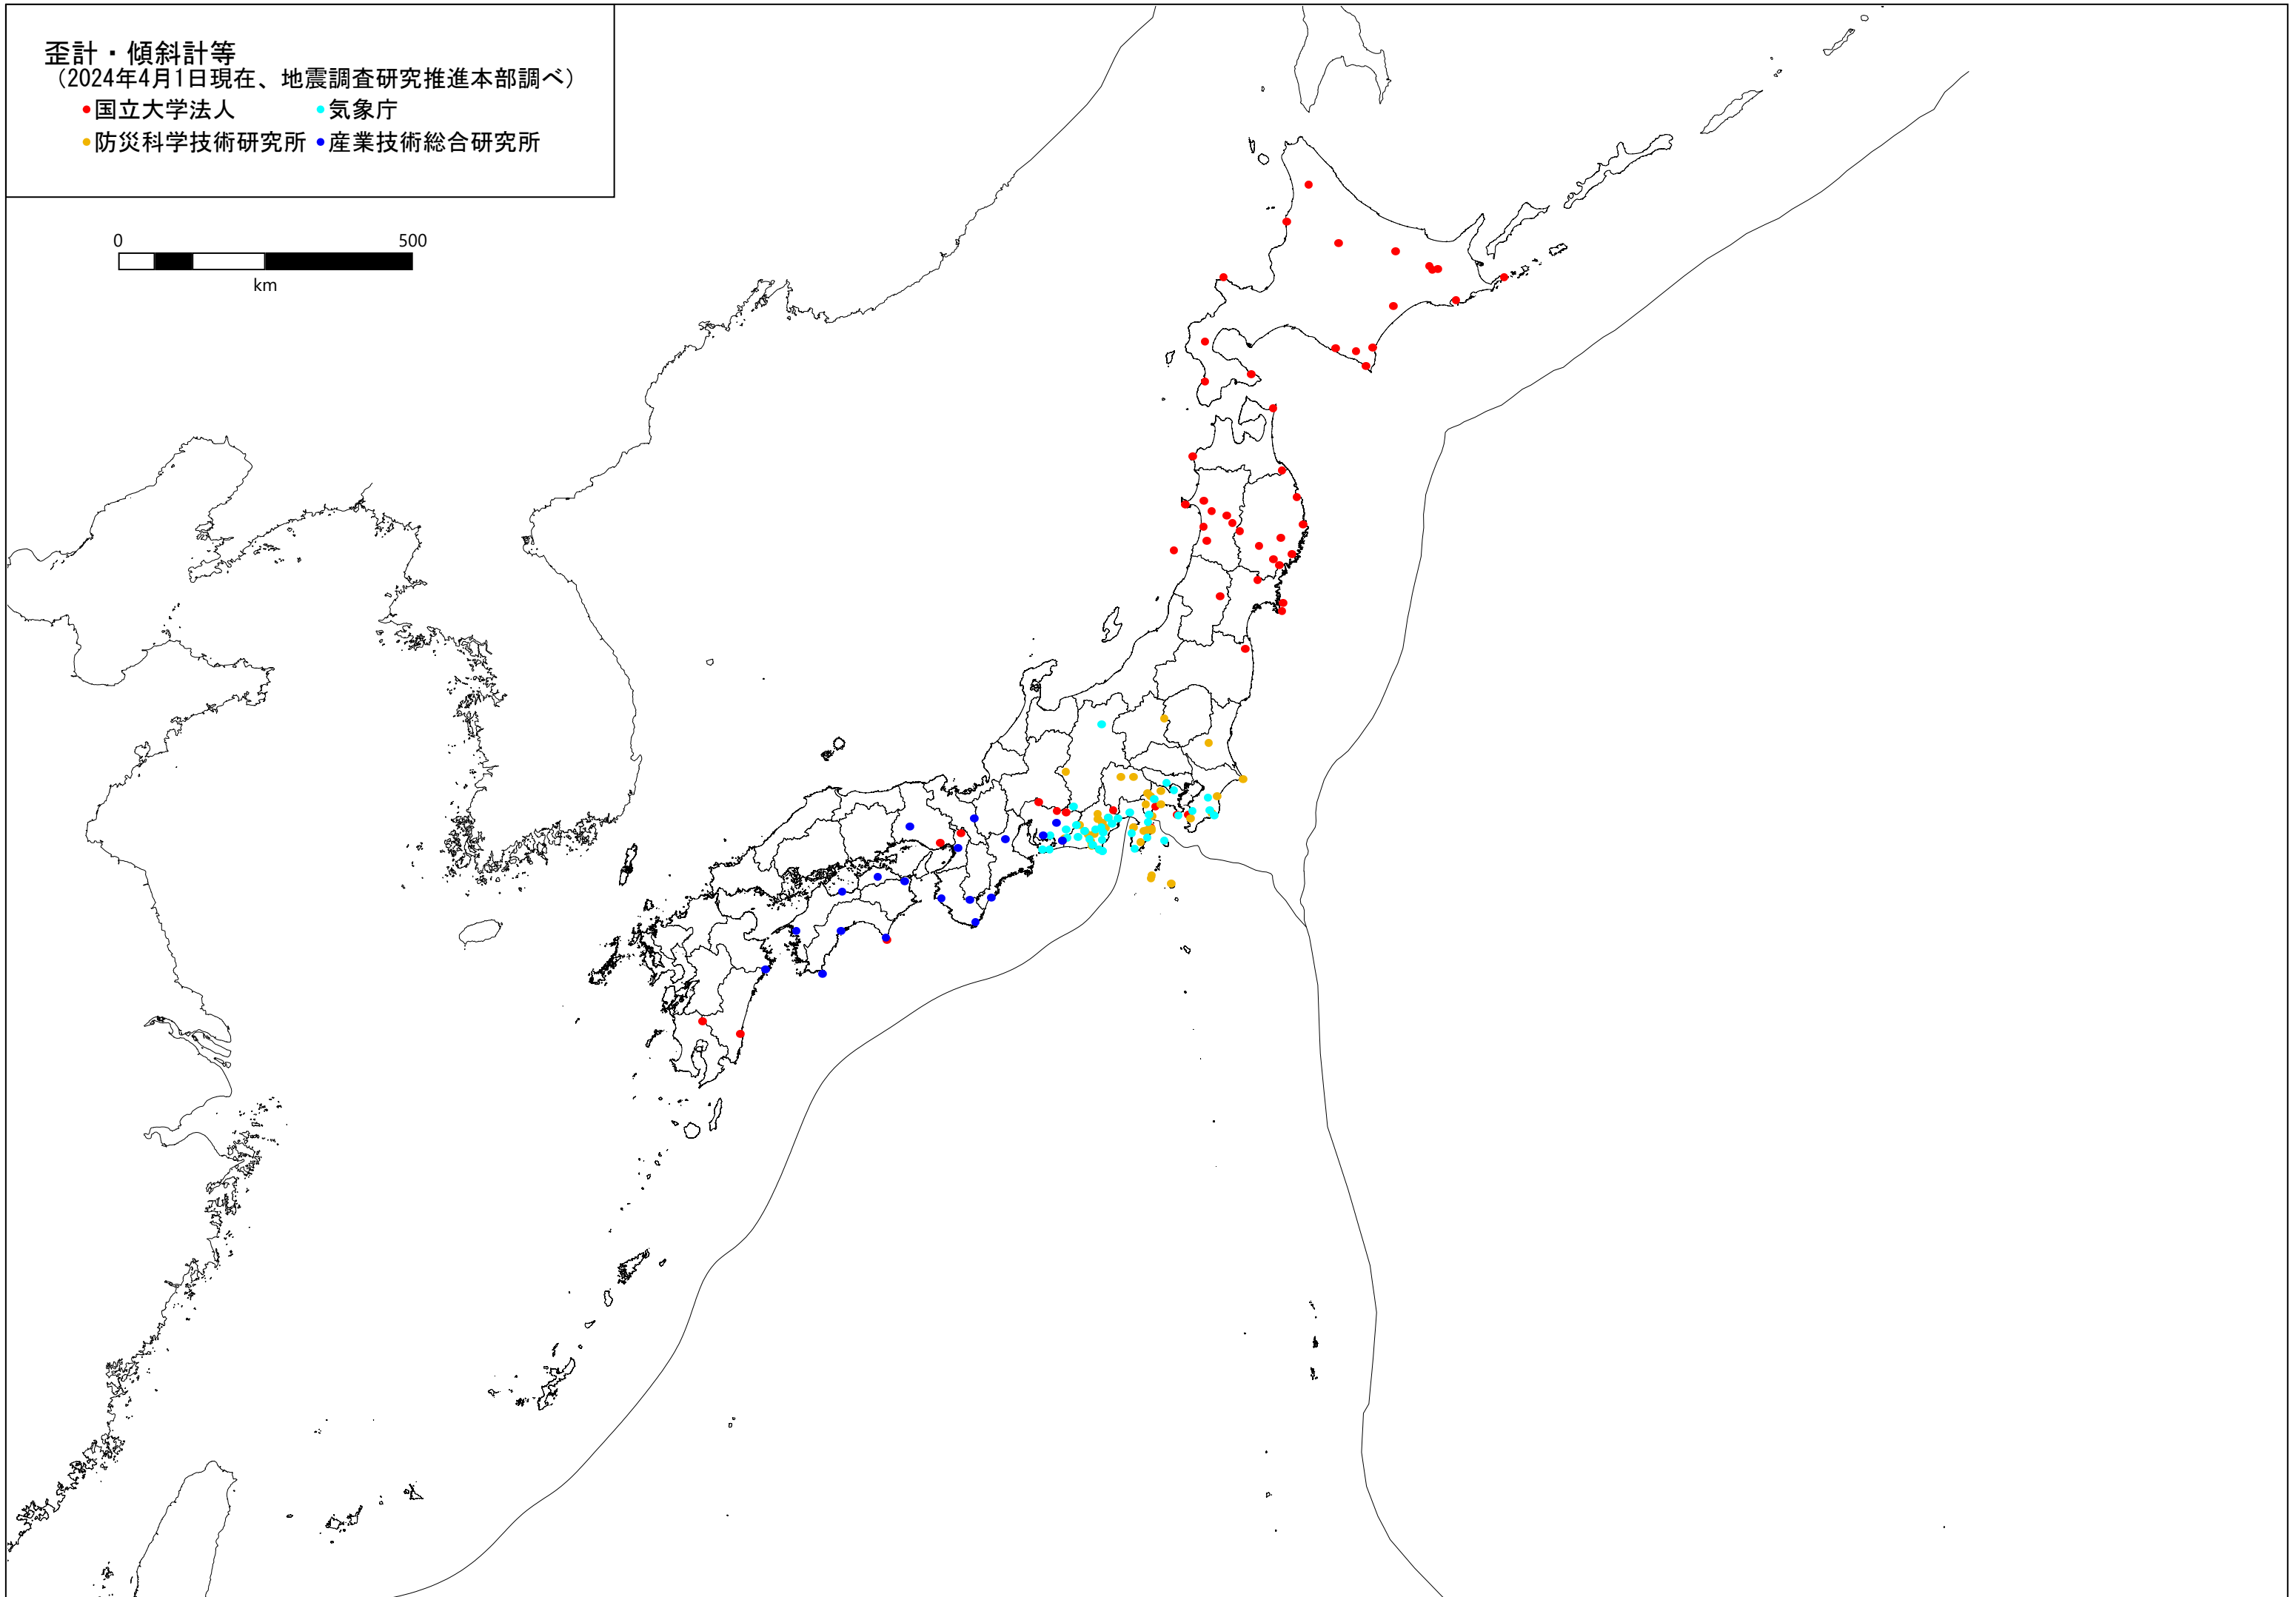 歪計・傾斜計等
（2024年4月1日現在、地震調査研究推進本部調べ）
国立大学法人 気象庁
防災科学技術研究所 産業技術総合研究所
0 500
km